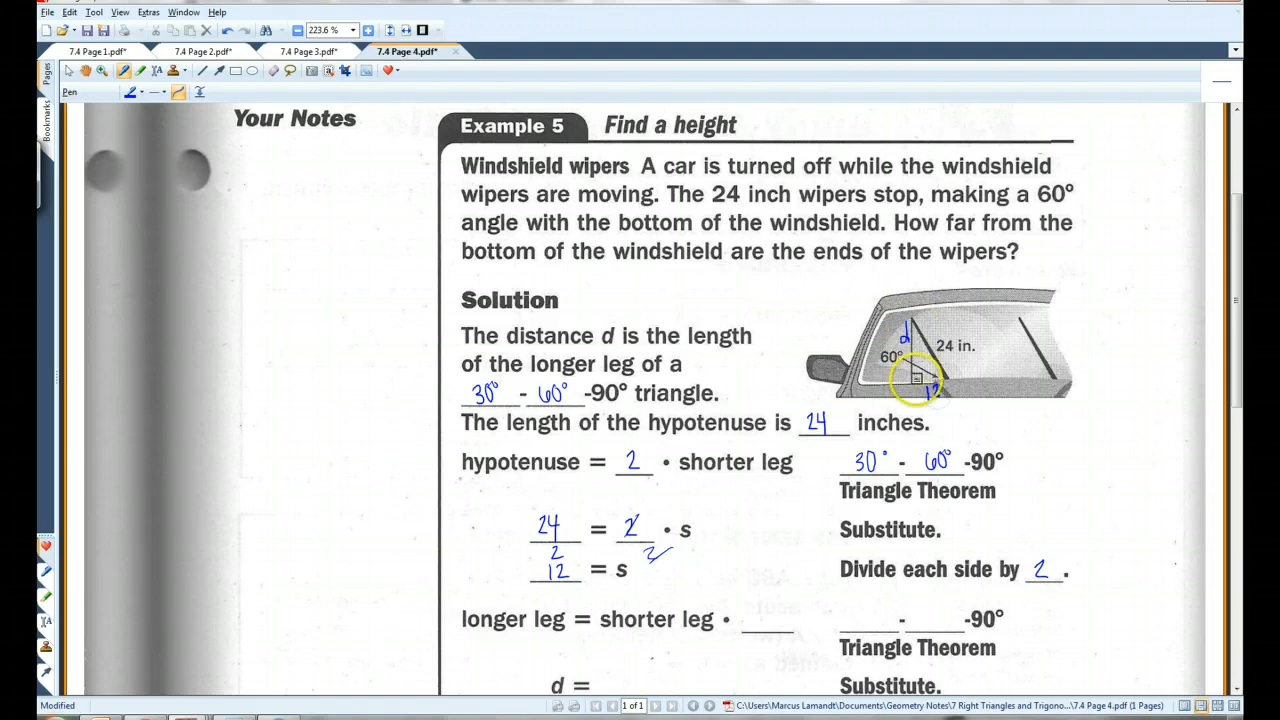 File Edit Tools View Extras Window Help
223.6 %
7.4 Page 1.pdf* 7.4 Page 2.pdf* 7.4 Page 3.pdf* 7.4 Page 4.pdf*
Pen
Pages
Bookmarks
Your Notes
Example 5 Find a height
Windshield wipers A car is turned off while the windshield
wipers are moving. The 24 inch wipers stop, making a 60°
angle with the bottom of the windshield. How far from the
bottom of the windshield are the ends of the wipers?
Solution
The distance d is the length
of the longer leg of a
30° - 60° -90° triangle.
d
24 in.
60°
12
The length of the hypotenuse is 24 inches.
hypotenuse = 2 • shorter leg 30° - 60° -90°
Triangle Theorem
24 = 2 • s Substitute.
2 2
12 = s Divide each side by 2 .
longer leg = shorter leg • ____ ____ - ____ -90°
Triangle Theorem
d = Substitute.
Modified 1 of 1 C:\Users\Marcus Lamandt\Documents\Geometry Notes\7 Right Triangles and Trigono...\7.4 Page 4.pdf (1 Pages)